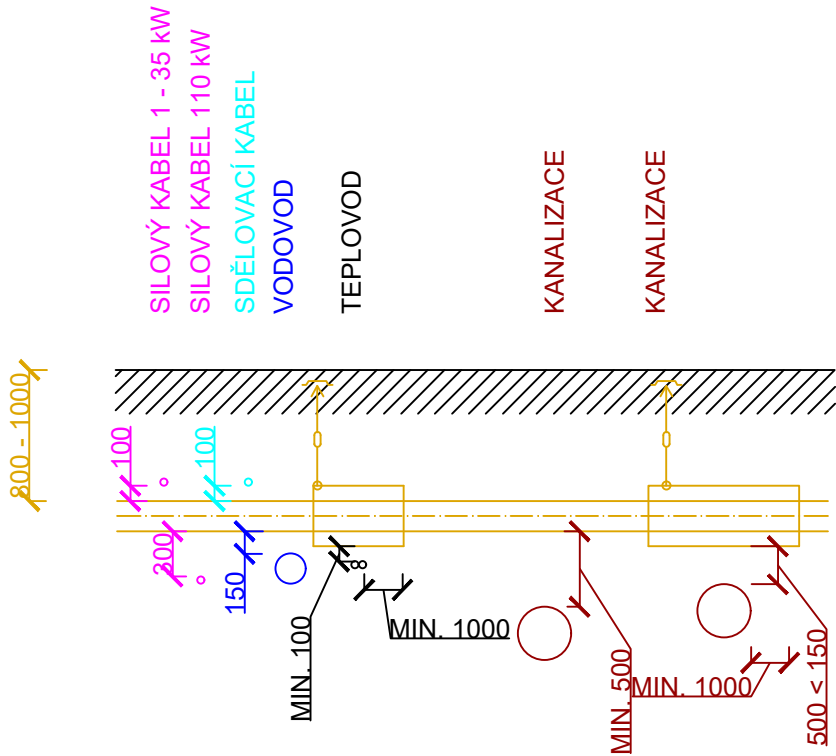 SILOVÝ KABEL 1 - 35 kW
SILOVÝ KABEL 110 kW
SDĚLOVACÍ KABEL
VODOVOD
TEPLOVOD
KANALIZACE
KANALIZACE
800 - 1000
100
100
300
150
MIN. 100
MIN. 1000
MIN. 500
MIN. 1000
500 < 150